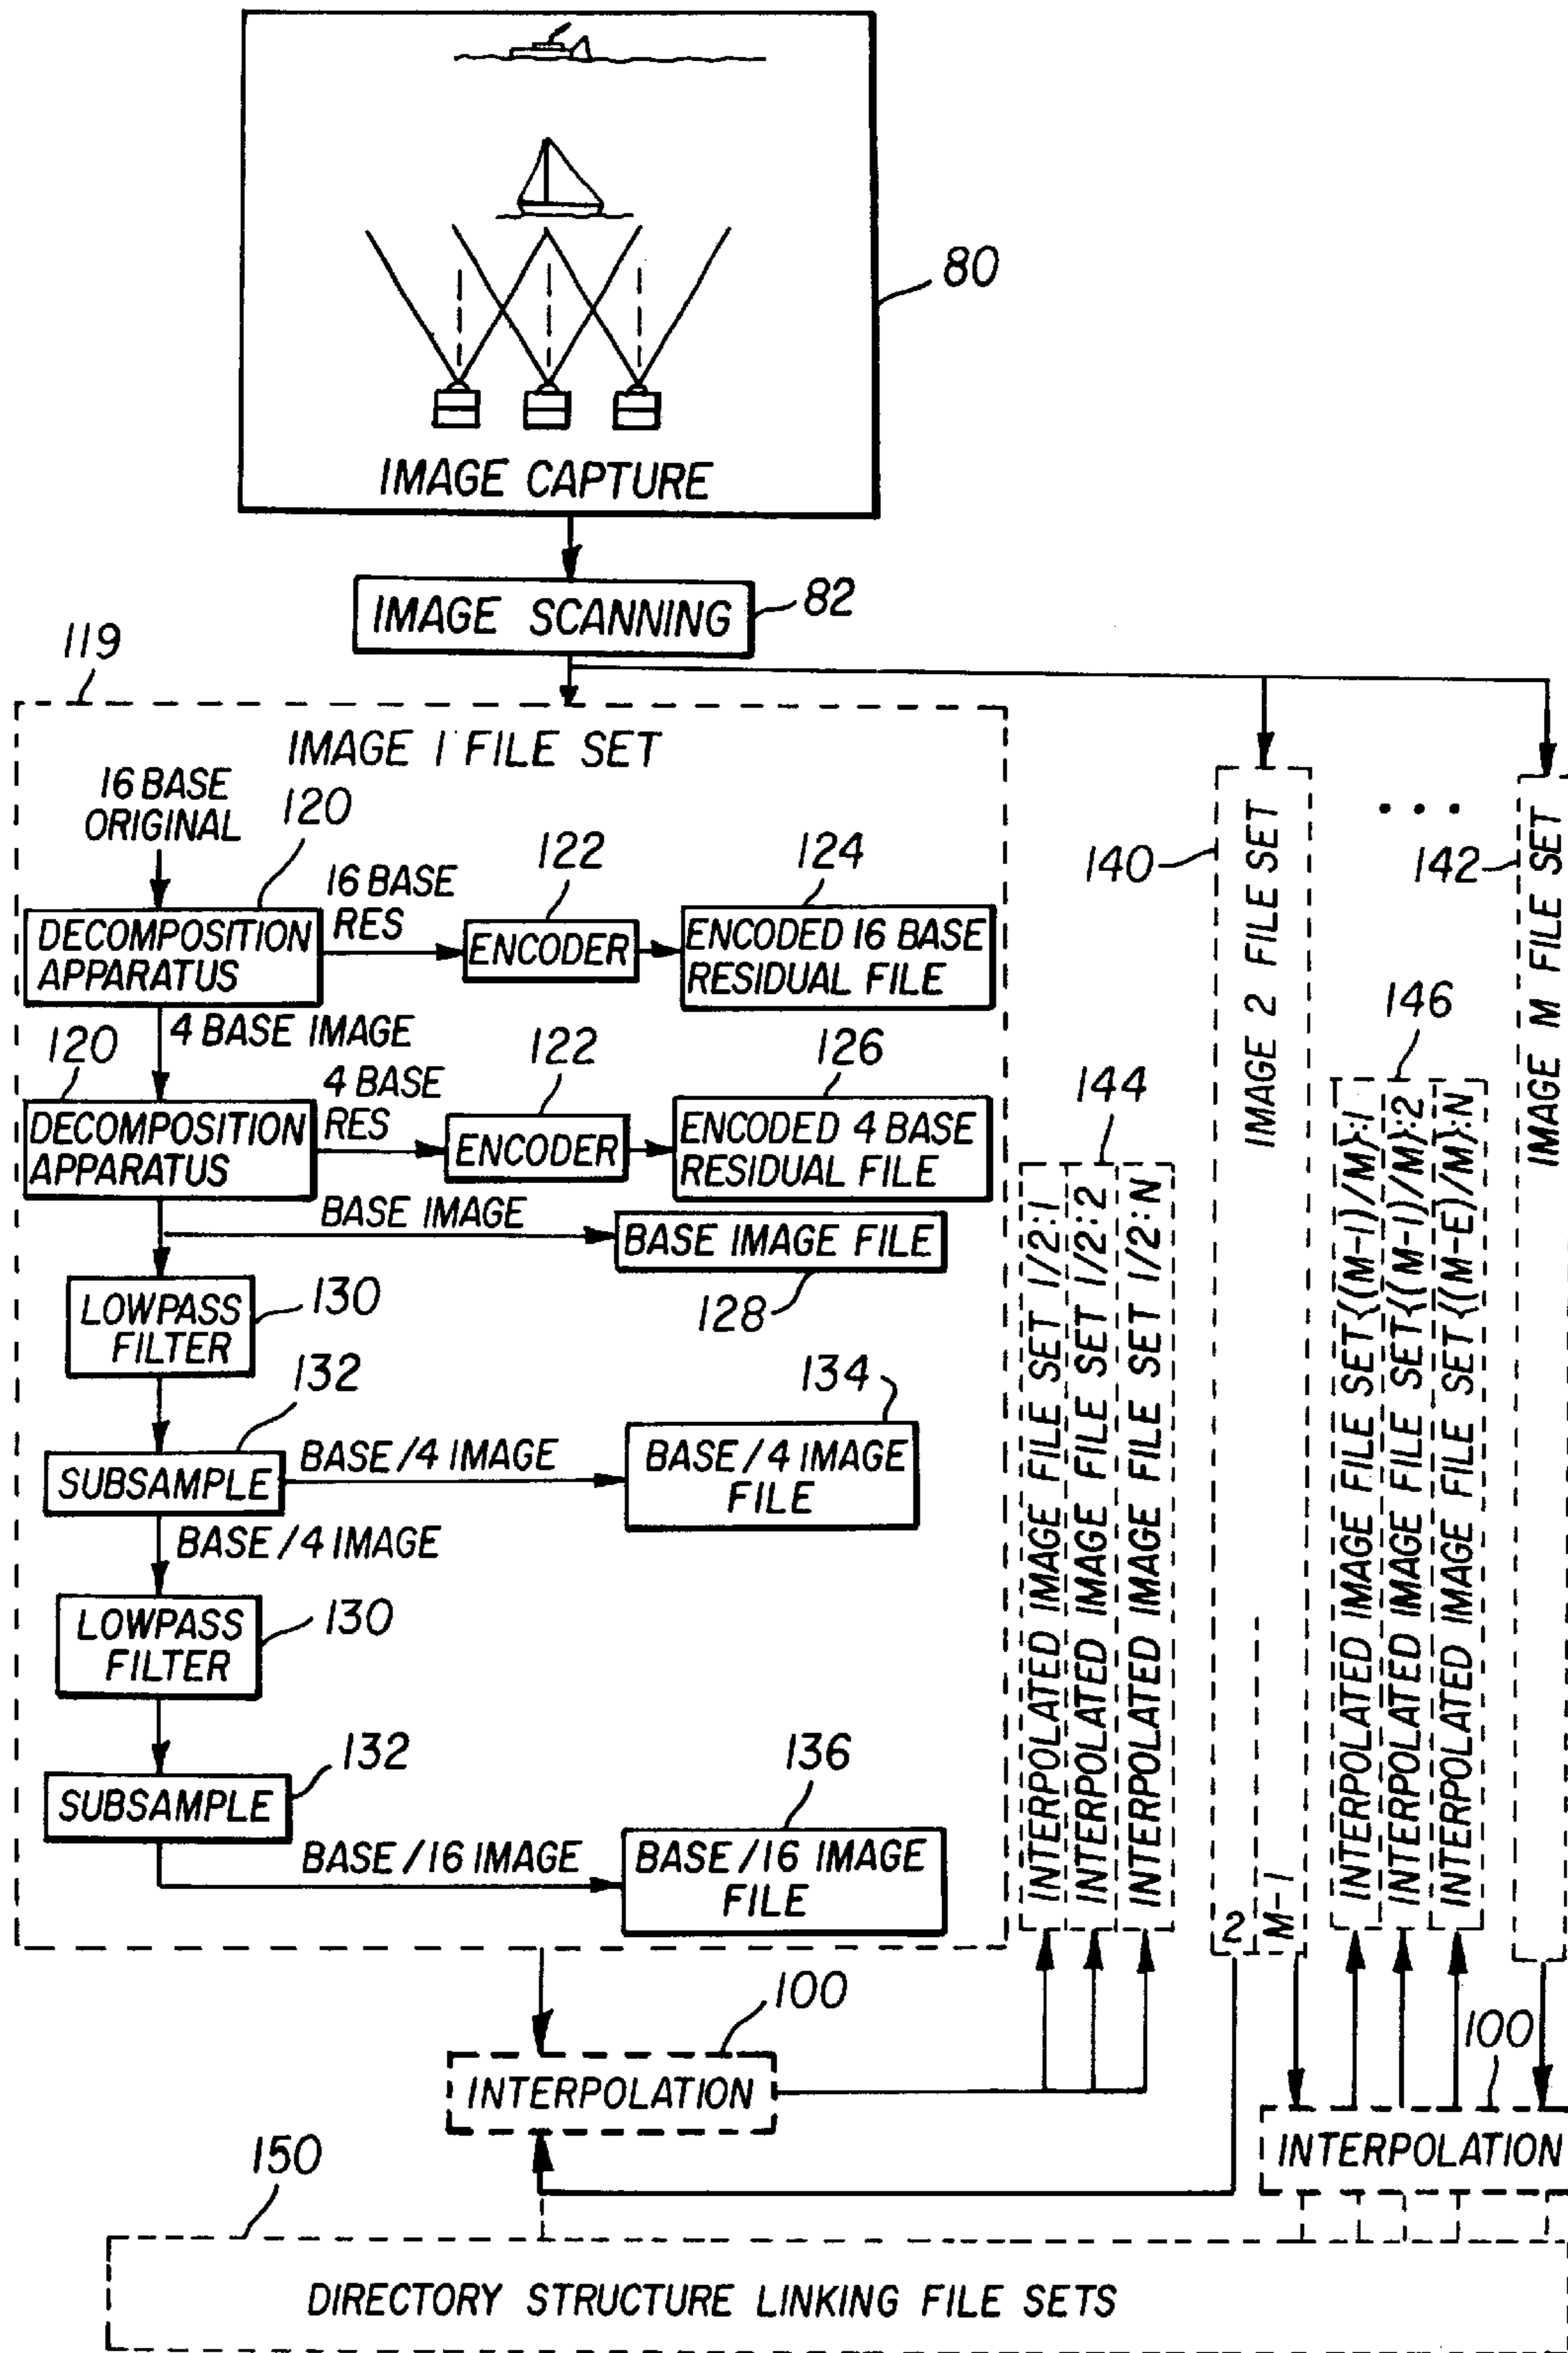 IMAGE CAPTURE
80
IMAGE SCANNING
82
119
IMAGE 1 FILE SET
16 BASE
ORIGINAL
120
DECOMPOSITION
APPARATUS
16 BASE
RES
122
ENCODER
124
ENCODED 16 BASE
RESIDUAL FILE
4 BASE IMAGE
120
DECOMPOSITION
APPARATUS
4 BASE
RES
122
ENCODER
126
ENCODED 4 BASE
RESIDUAL FILE
BASE IMAGE
BASE IMAGE FILE
128
LOWPASS
FILTER
130
132
SUBSAMPLE
BASE/4 IMAGE
134
BASE/4 IMAGE
FILE
BASE/4 IMAGE
LOWPASS
FILTER
130
SUBSAMPLE
132
BASE/16 IMAGE
136
BASE/16 IMAGE
FILE
144
INTERPOLATED IMAGE FILE SET 1/2:1
INTERPOLATED IMAGE FILE SET 1/2:2
INTERPOLATED IMAGE FILE SET 1/2:N
140
IMAGE 2 FILE SET
2
M-1
• • •
146
INTERPOLATED IMAGE FILE SET{(M-1)/M}:1
INTERPOLATED IMAGE FILE SET{(M-1)/M}:2
INTERPOLATED IMAGE FILE SET{(M-E)/M}:N
142
IMAGE M FILE SET
100
INTERPOLATION
100
INTERPOLATION
150
DIRECTORY STRUCTURE LINKING FILE SETS